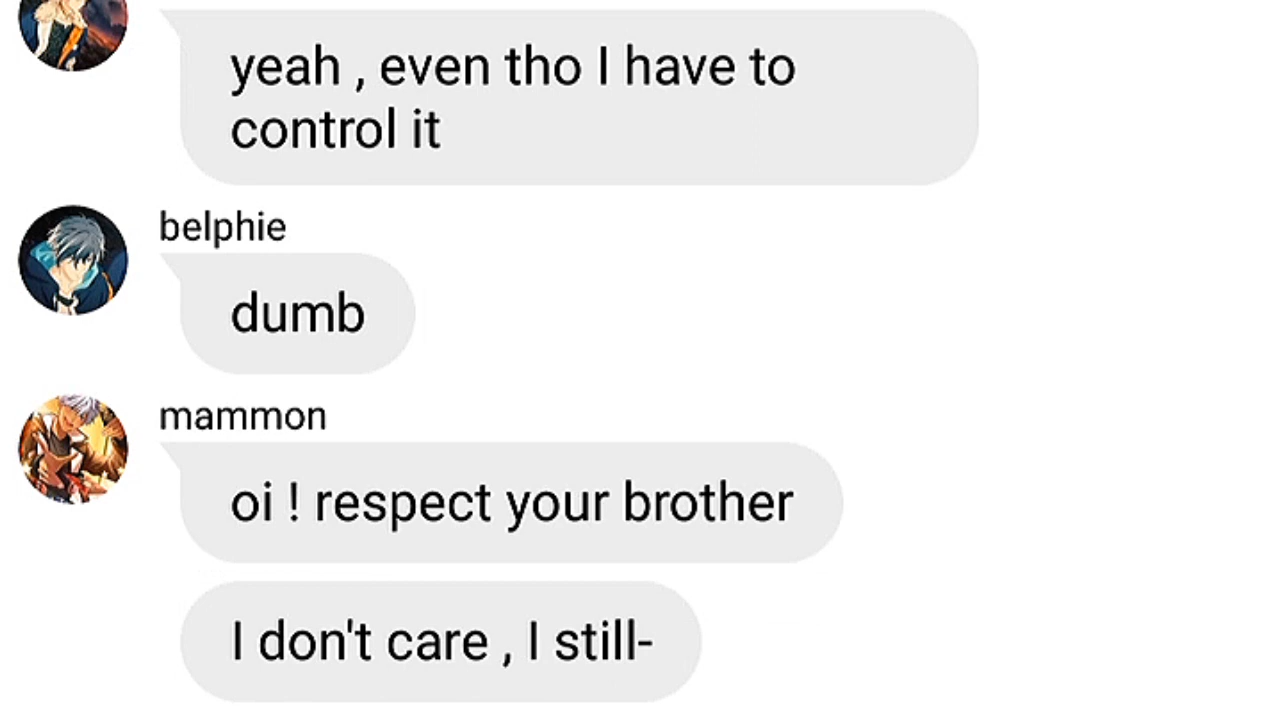 yeah , even tho I have to
control it
belphie
dumb
mammon
oi ! respect your brother
I don't care , I still-